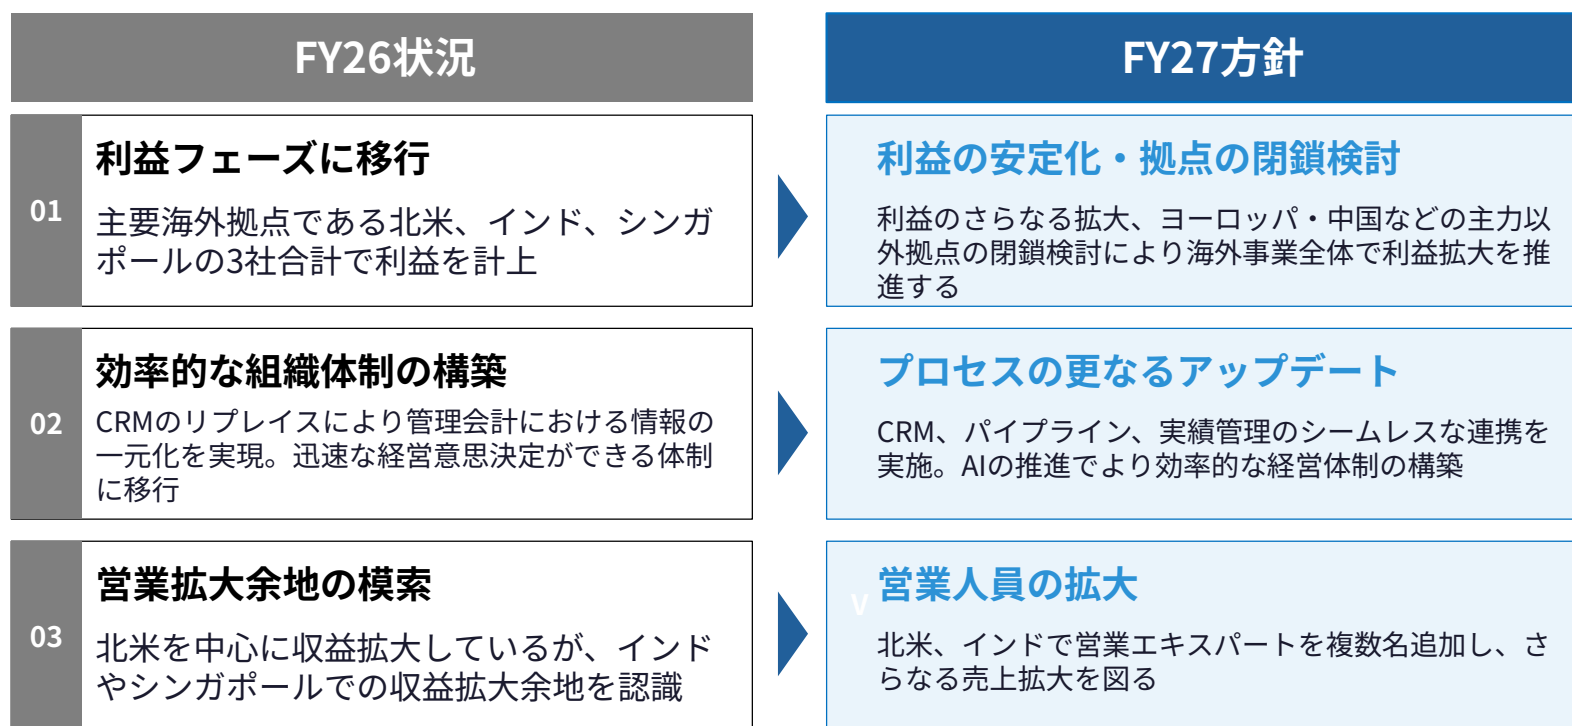 FY26状況
FY27方針
01
利益フェーズに移行
主要海外拠点である北米、インド、シンガ
ポールの3社合計で利益を計上
利益の安定化・拠点の閉鎖検討
利益のさらなる拡大、ヨーロッパ・中国などの主力以
外拠点の閉鎖検討により海外事業全体で利益拡大を推
進する
02
効率的な組織体制の構築
CRMのリプレイスにより管理会計における情報の
一元化を実現。迅速な経営意思決定ができる体制
に移行
プロセスの更なるアップデート
CRM、パイプライン、実績管理のシームレスな連携を
実施。AIの推進でより効率的な経営体制の構築
03
営業拡大余地の模索
北米を中心に収益拡大しているが、インド
やシンガポールでの収益拡大余地を認識
V
営業人員の拡大
北米、インドで営業エキスパートを複数名追加し、さ
らなる売上拡大を図る